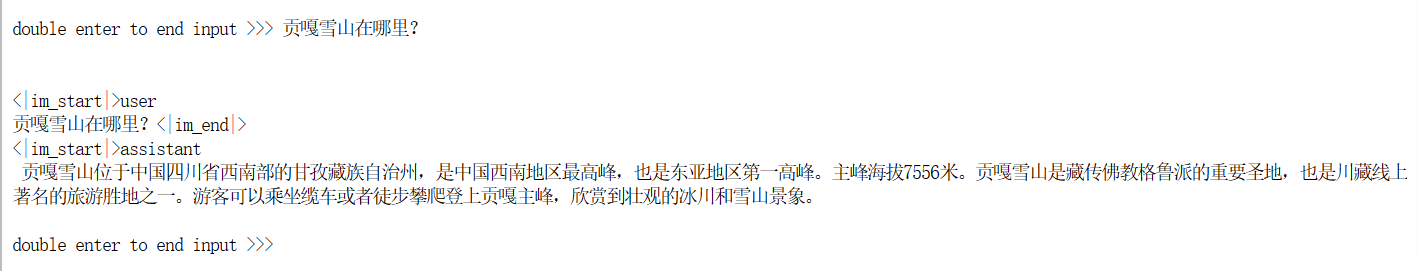 double enter to end input >>> 贡嘎雪山在哪里?
<|im_start|>user
贡嘎雪山在哪里?<|im_end|>
<|im_start|>assistant
贡嘎雪山位于中国四川省西南部的甘孜藏族自治州，是中国西南地区最高峰，也是东亚地区第一高峰。主峰海拔7556米。贡嘎雪山是藏传佛教格鲁派的重要圣地，也是川藏线上
著名的旅游胜地之一。游客可以乘坐缆车或者徒步攀爬登上贡嘎主峰，欣赏到壮观的冰川和雪山景象。
double enter to end input >>>